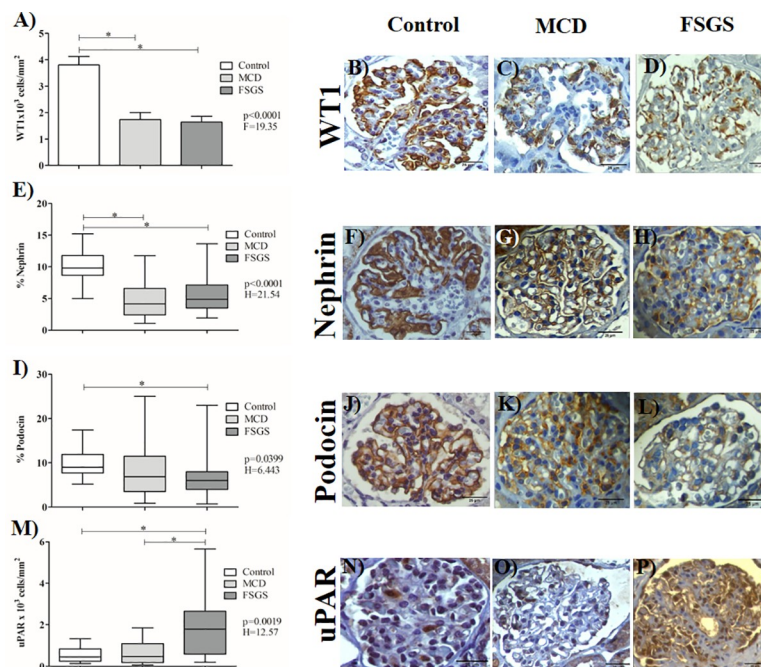 Control MCD FSGS
A)
WT1x10³ cells/mm²
5
4
3
2
1
0
*
*
Control
MCD
FSGS
p<0.0001
F=19.35
WT1
B)
C)
D)
E)
% Nephrin
20
15
10
5
0
*
*
Control
MCD
FSGS
p<0.0001
H=21.54
Nephrin
F)
G)
H)
I)
% Podocin
30
20
10
0
*
Control
MCD
FSGS
p=0.0399
H=6.443
Podocin
J)
K)
L)
M)
uPAR x 10³ cells/mm²
6
4
2
0
*
*
Control
MCD
FSGS
p=0.0019
H=12.57
uPAR
N)
O)
P)